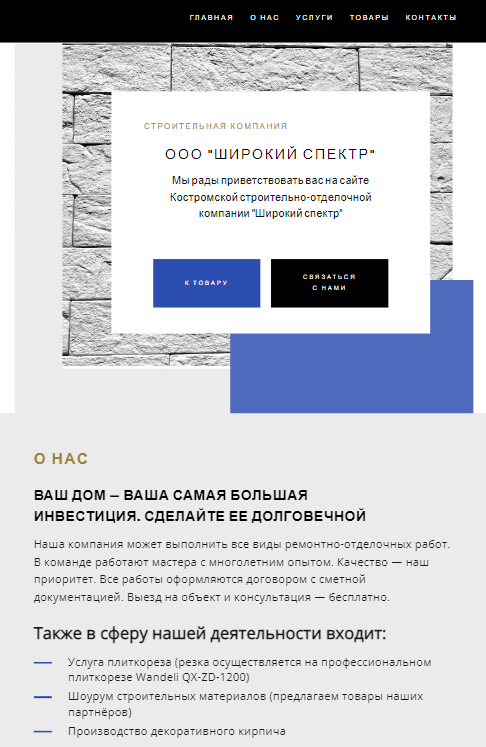 ГЛАВНАЯ О НАС УСЛУГИ ТОВАРЫ КОНТАКТЫ
СТРОИТЕЛЬНАЯ КОМПАНИЯ
ООО "ШИРОКИЙ СПЕКТР"
Мы рады приветствовать вас на сайте
Костромской строительно-отделочной
компании "Широкий спектр"
К ТОВАРУ
СВЯЗАТЬСЯ
С НАМИ
О НАС
ВАШ ДОМ – ВАША САМАЯ БОЛЬШАЯ
ИНВЕСТИЦИЯ. СДЕЛАЙТЕ ЕЕ ДОЛГОВЕЧНОЙ
Наша компания может выполнить все виды ремонтно-отделочных работ.
В команде работают мастера с многолетним опытом. Качество — наш
приоритет. Все работы оформляются договором с сметной
документацией. Выезд на объект и консультация — бесплатно.
Также в сферу нашей деятельности входит:
Услуга плиткореза (резка осуществляется на профессиональном
плиткорезе Wandeli QX-ZD-1200)
Шоурум строительных материалов (предлагаем товары наших
партнёров)
Производство декоративного кирпича